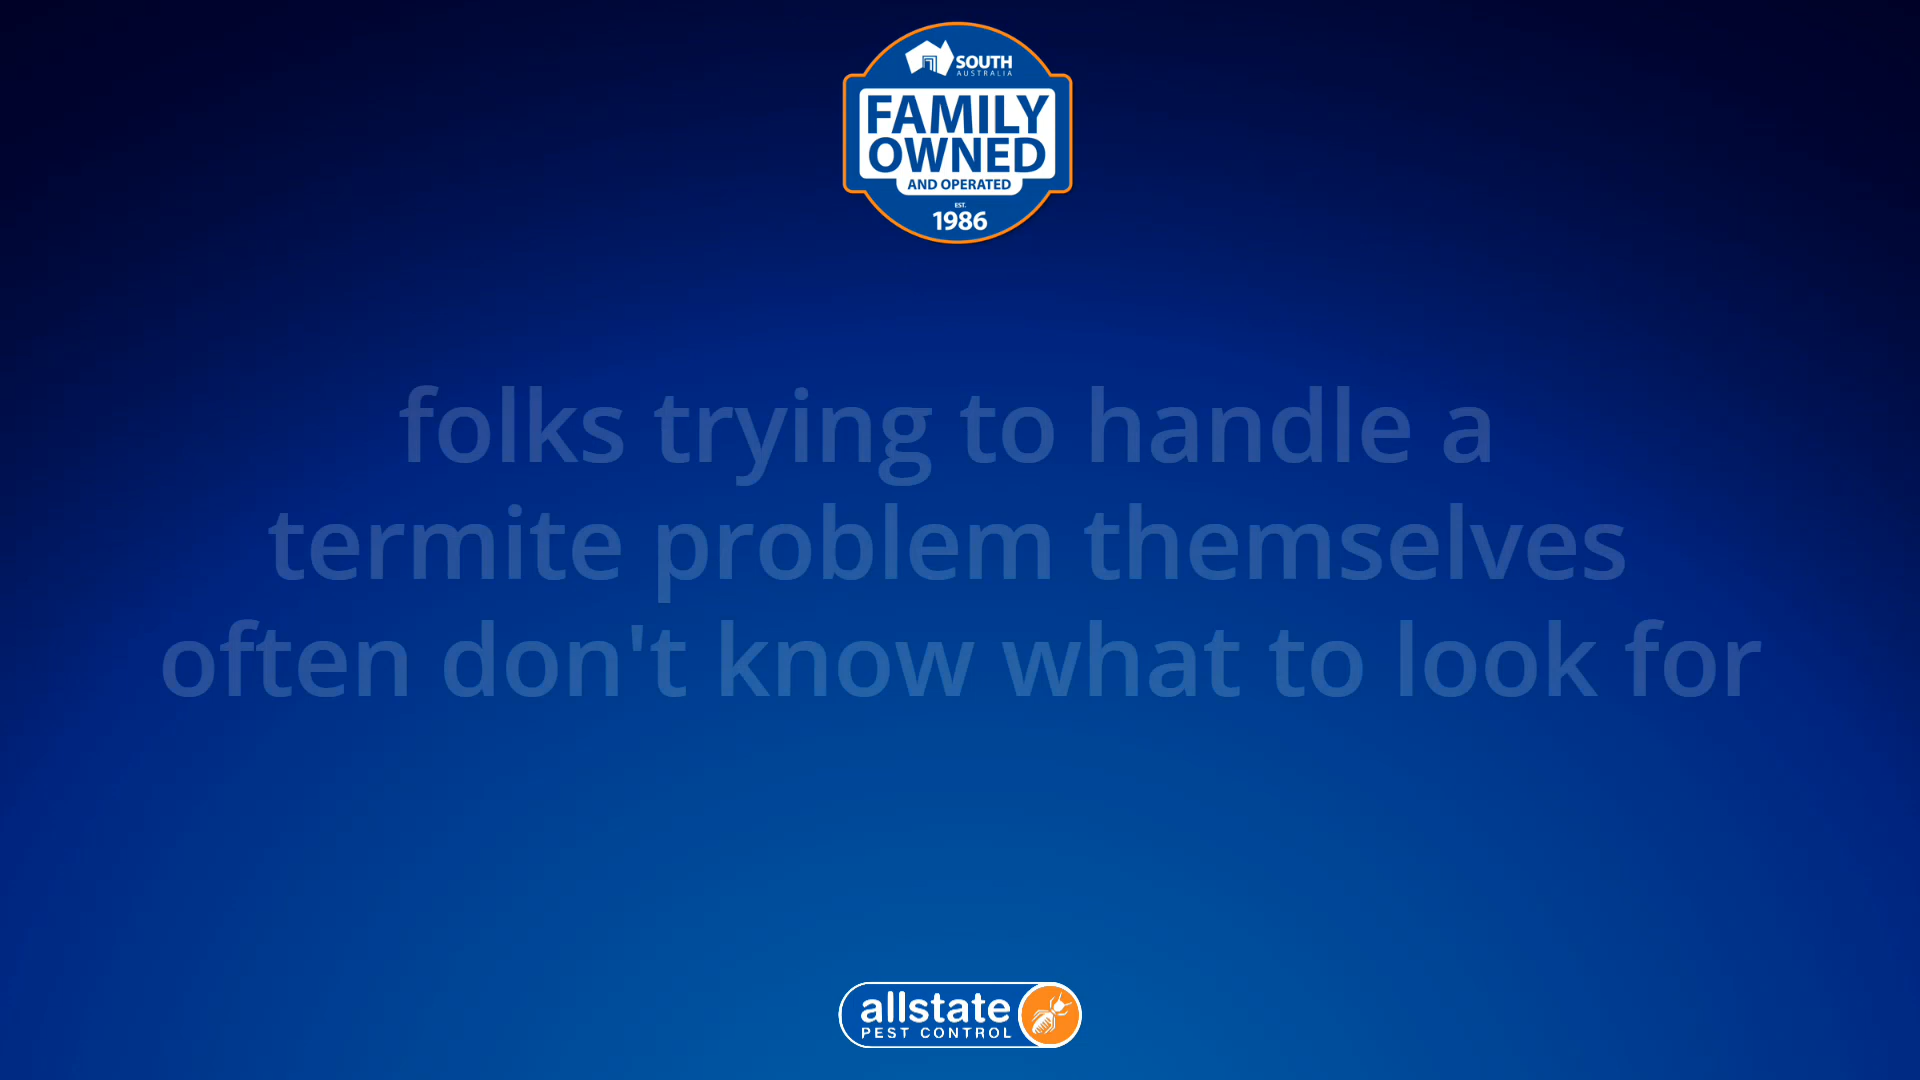 SOUTH
AUSTRALIA
FAMILY
OWNED
AND OPERATED
EST.
1986
folks trying to handle a
termite problem themselves
often don't know what to look for
allstate
PEST CONTROL